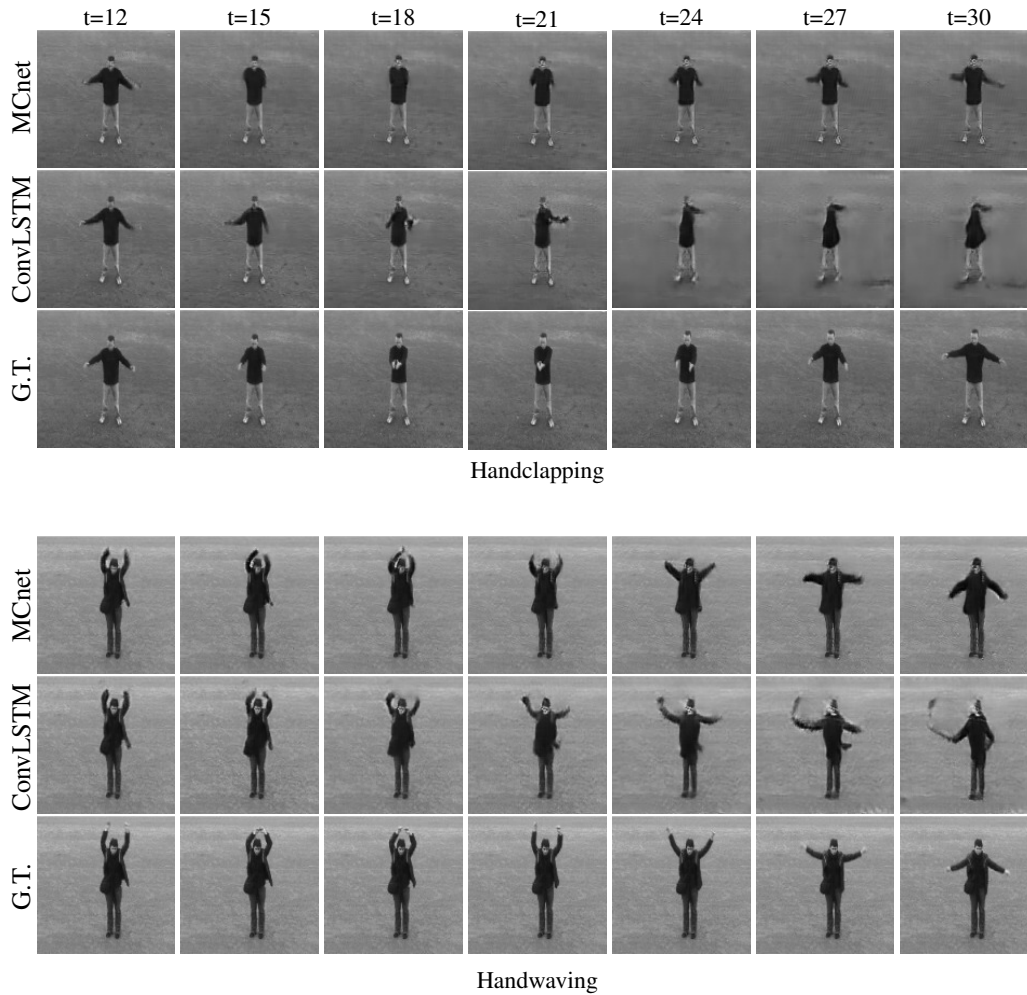 t=12 t=15 t=18 t=21 t=24 t=27 t=30
MCnet
ConvLSTM
G.T.
Handclapping
MCnet
ConvLSTM
G.T.
Handwaving